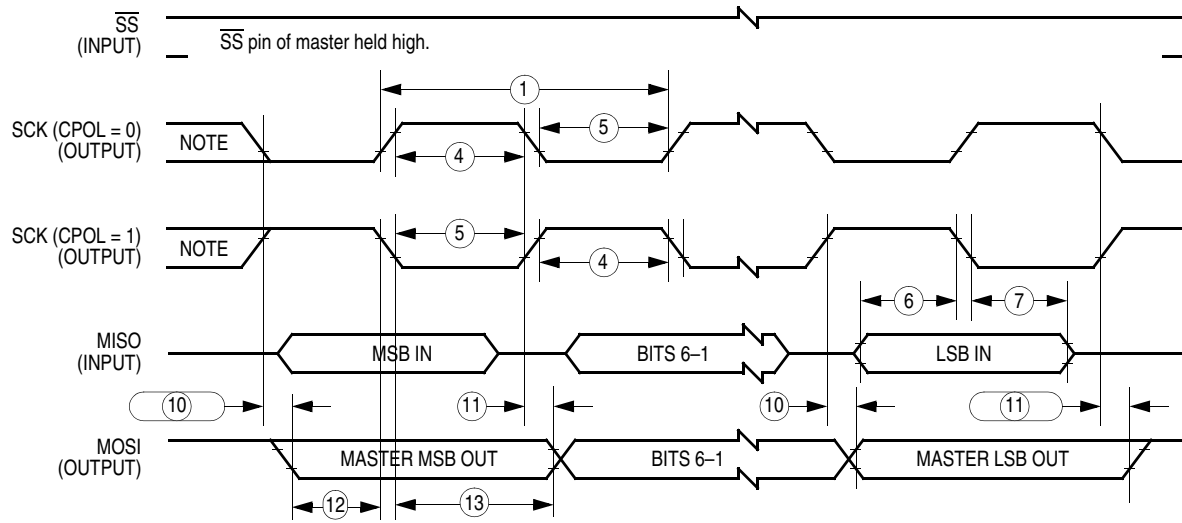 SS
(INPUT)
SS pin of master held high.
1
SCK (CPOL = 0)
(OUTPUT)
NOTE
5
4
SCK (CPOL = 1)
(OUTPUT)
NOTE
5
4
6
7
MISO
(INPUT)
MSB IN
BITS 6–1
LSB IN
10
11
10
11
MOSI
(OUTPUT)
MASTER MSB OUT
BITS 6–1
MASTER LSB OUT
12
13